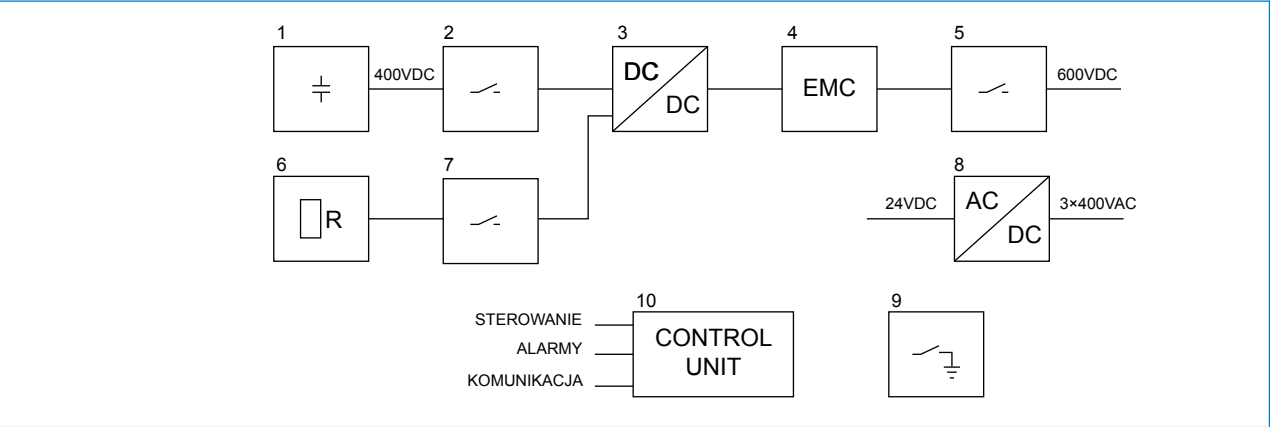 1
2
3
4
5
400VDC
DC
DC
EMC
600VDC
6
7
8
R
24VDC
AC
DC
3×400VAC
10
9
STEROWANIE
ALARMY
KOMUNIKACJA
CONTROL
UNIT